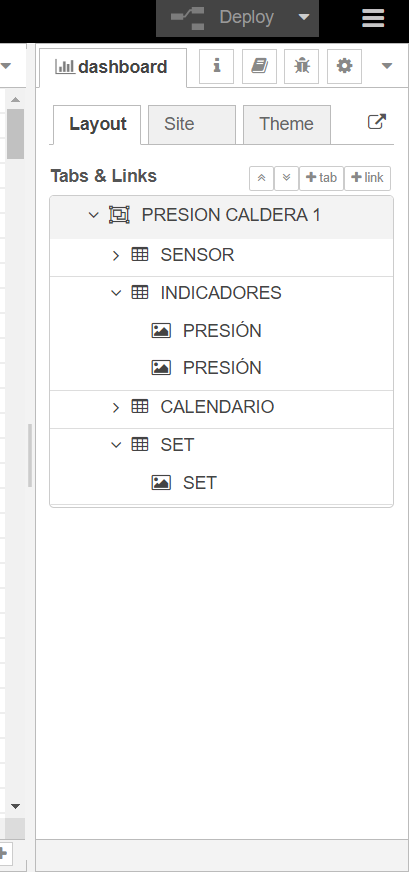 Deploy
dashboard
Layout
Site
Theme
Tabs & Links
tab
link
PRESION CALDERA 1
SENSOR
INDICADORES
PRESIÓN
PRESIÓN
CALENDARIO
SET
SET